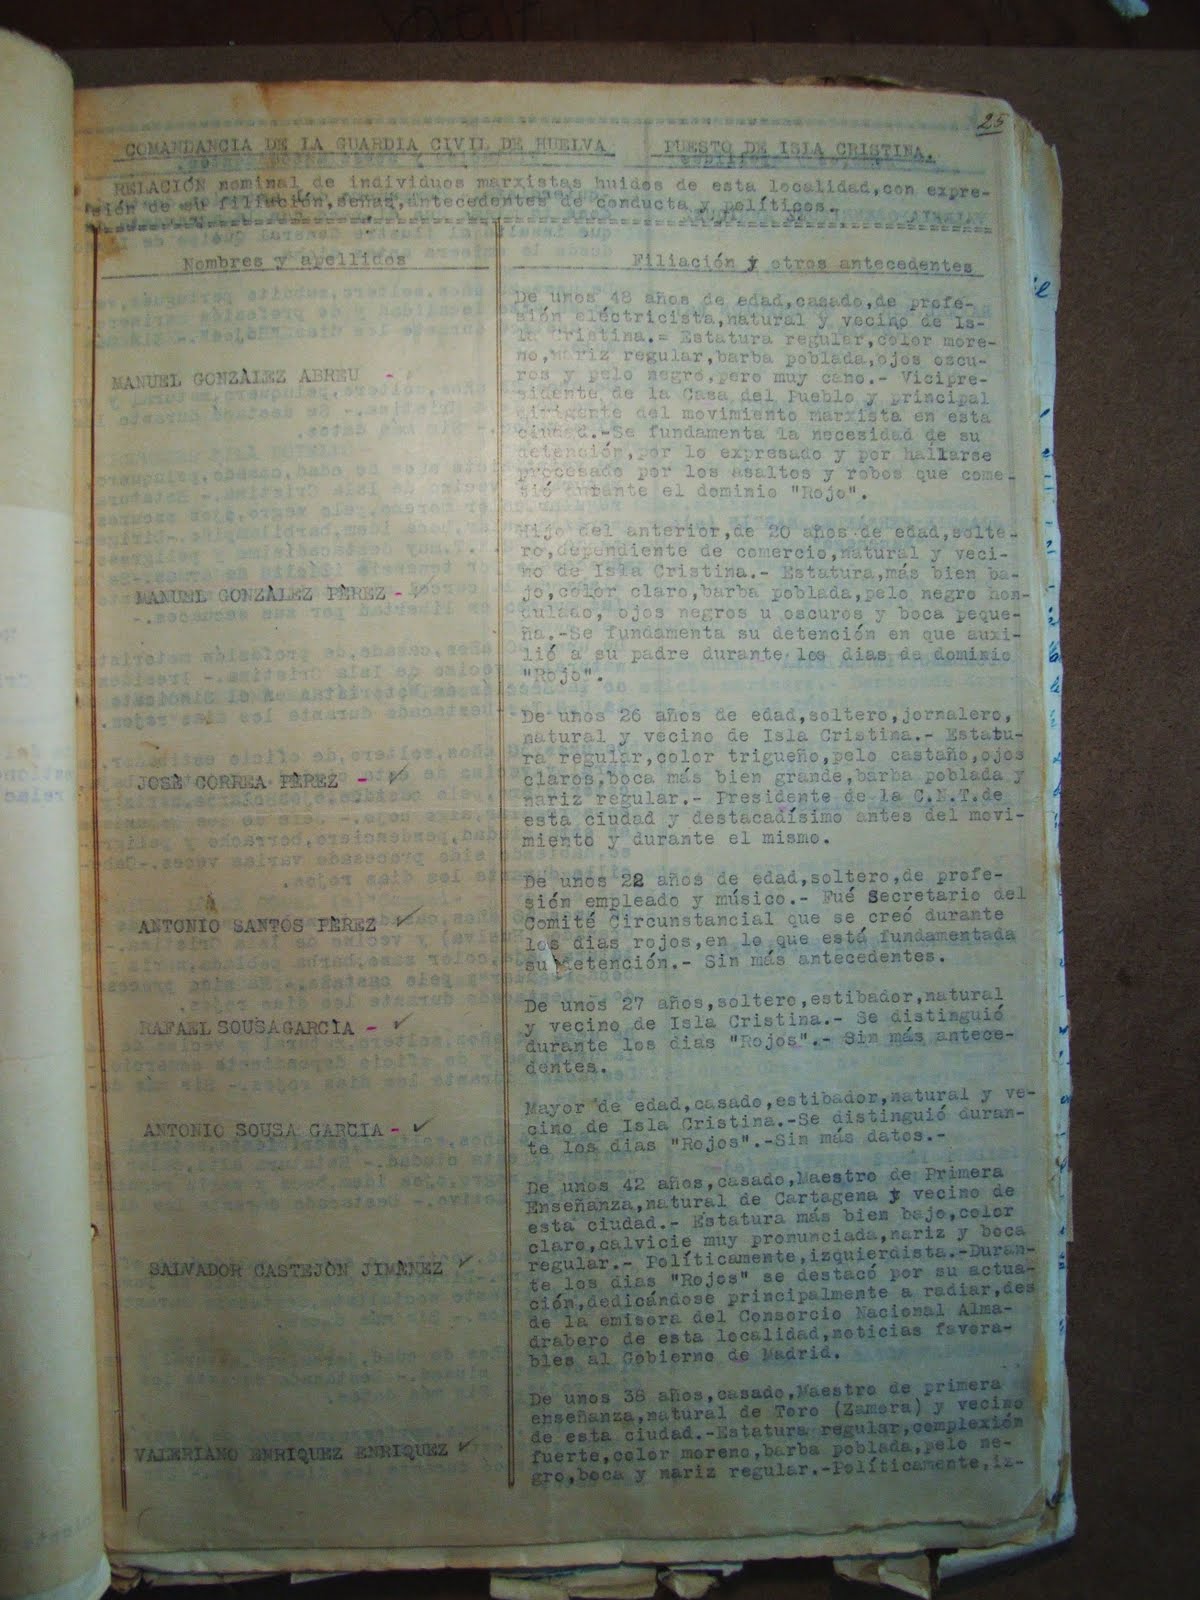 25
COMANDANCIA DE LA GUARDIA CIVIL DE HUELVA PUESTO DE ISLA CRISTINA.
RELACIÓN nominal de individuos marxistas huidos de esta localidad,con expre-
sión de su filiación,señas,antecedentes de conducta y políticos.
Nombres y apellidos Filiación y otros antecedentes
De unos 48 años de edad,casado,de profe-
sión eléctricista,natural y vecino de Is-
la Cristina.= Estatura regular,color more-
no,nariz regular,barba poblada,ojos oscu-
MANUEL GONZÀLEZ ABREU - ros y pelo negro,pero muy cano.- Vicipre-
sidente de la Casa del Pueblo y principal
dirigente del movimiento marxista en esta
ciudad.-Se fundamenta la necesidad de su
detención,por lo expresado y por hallarse
procesado por los asaltos y robos que come-
tió durante el dominio "Rojo".
Hijo del anterior,de 20 años de edad,solte-
ro,dependiente de comercio,natural y veci-
no de Isla Cristina.- Estatura,más bien ba-
MANUEL GONZÀLEZ PÈREZ - jo,color claro,barba poblada,pelo negro hon-
dulado, ojos negros u oscuros y boca peque-
ña.-Se fundamenta su detención en que auxi-
lió a su padre durante los dias de dominio
"Rojo".
De unos 26 años de edad,soltero,jornalero,
natural y vecino de Isla Cristina.- Estatu-
ra regular,color trigueño,pelo castaño,ojos
JOSÈ CORREA PÈREZ - claros,boca más bien grande,barba poblada y
nariz regular.- Presidente de la C.N.T.de
esta ciudad y destacadísimo antes del movi-
miento y durante el mismo.
De unos 22 años de edad,soltero,de profe-
sión empleado y músico.- Fué Secretario del
ANTONIO SANTOS PÈREZ Comité Circunstancial que se creó durante
los dias rojos,en lo que está fundamentada
su detención.- Sin más antecedentes.
De unos 27 años,soltero,estibador,natural
RAFAEL SOUSA GARCÌA - y vecino de Isla Cristina.- Se distinguió
durante los dias "Rojos".- Sin más antece-
dentes.
Mayor de edad,casado,estibador,natural y ve-
ANTONIO SOUSA GARCIA - cino de Isla Cristina.-Se distinguió duran-
te los dias "Rojos".-Sin más datos.-
De unos 42 años,casado,Maestro de Primera
Enseñanza,natural de Cartagena y vecino de
esta ciudad.- Estatura más bien bajo,color
claro,calvicie muy pronunciada,nariz y boca
SALVADOR CASTEJÒN JIMÈNEZ regular.- Políticamente,izquierdista.-Duran-
te los dias "Rojos" se destacó por su actua-
ción,dedicándose principalmente a radiar,des
de la emisora del Consorcio Nacional Alma-
drabero de esta localidad,noticias favora-
bles al Gobierno de Madrid.
De unos 38 años,casado,Maestro de primera
enseñanza,natural de Toro (Zamora) y vecino
de esta ciudad.-Estatura regular,complexión
VALERIANO ENRIQUEZ ENRIQUEZ fuerte,color moreno,barba poblada,pelo ne-
gro,boca y nariz regular.-Políticamente,iz-